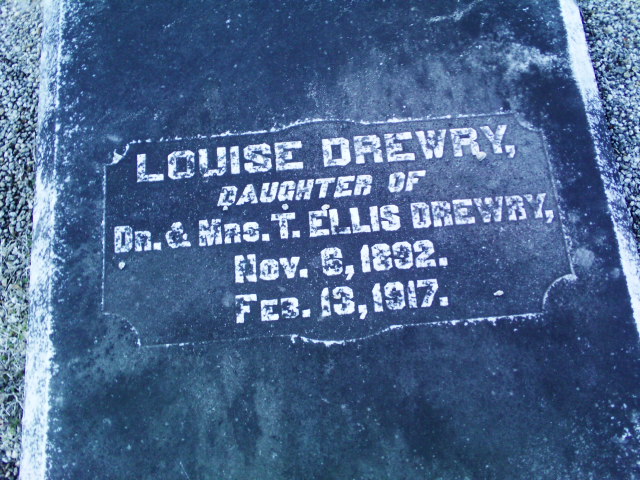 LOUISE DREWRY,
DAUGHTER OF
DR. & MRS. T. ELLIS DREWRY,
NOV. 6, 1892.
FEB. 13, 1917.